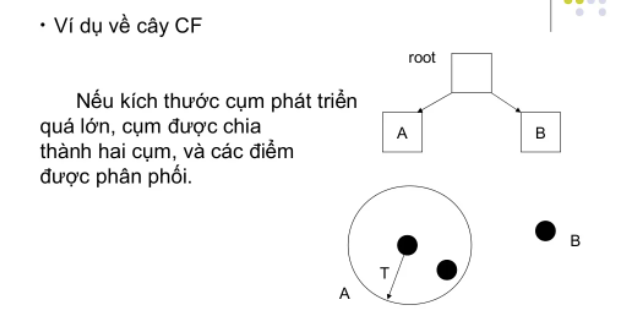 • Ví dụ về cây CF
root
Nếu kích thước cụm phát triển
quá lớn, cụm được chia
thành hai cụm, và các điểm
được phân phối.
A
B
B
T
A